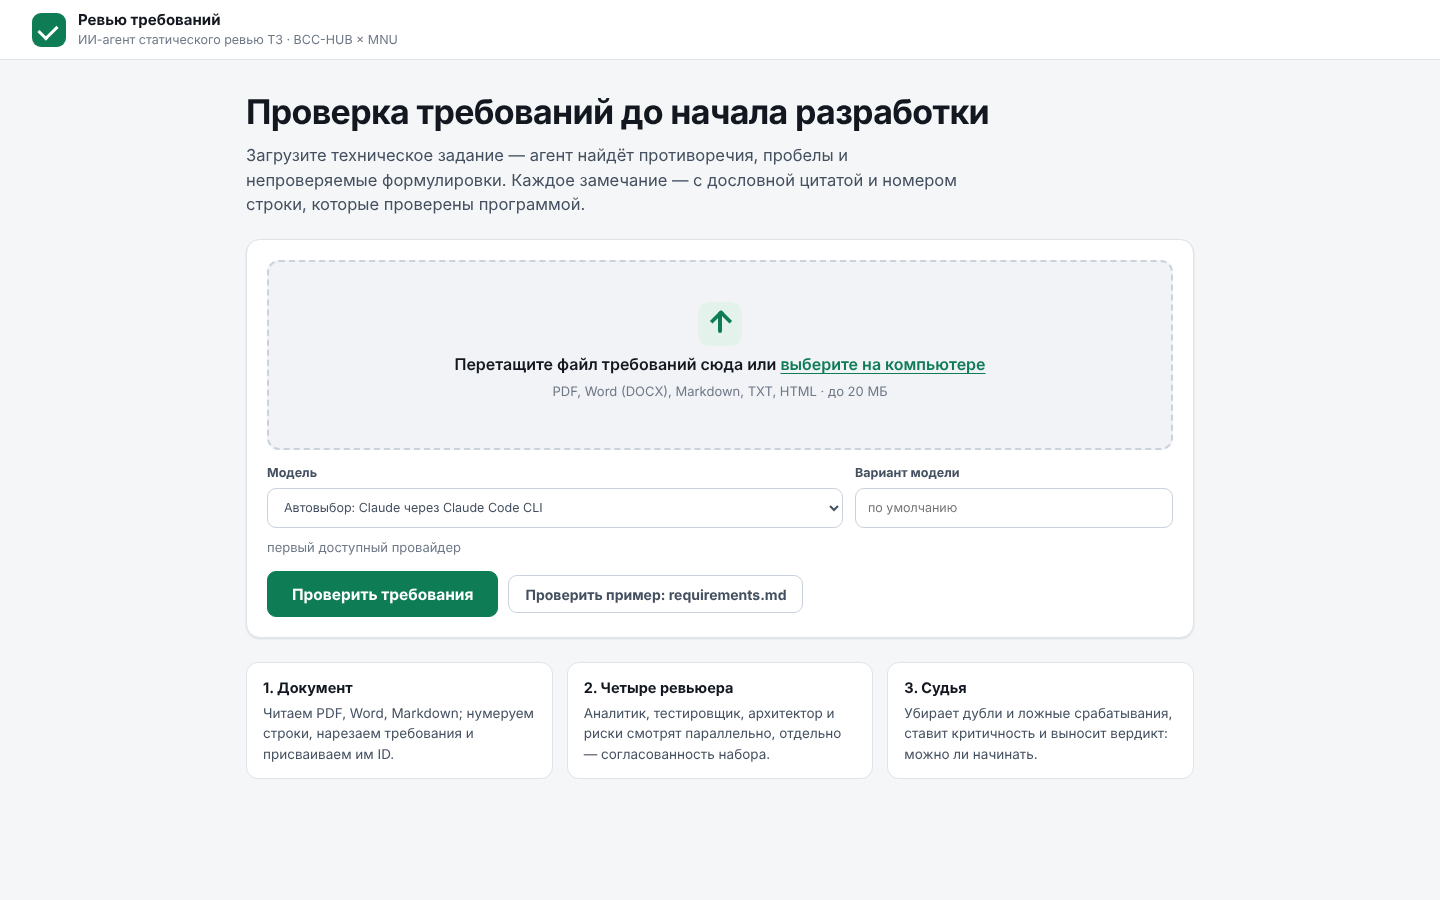 Ревью требований
ИИ-агент статического ревью ТЗ · BCC-HUB × MNU
Проверка требований до начала разработки
Загрузите техническое задание — агент найдёт противоречия, пробелы и
непроверяемые формулировки. Каждое замечание — с дословной цитатой и номером
строки, которые проверены программой.
Перетащите файл требований сюда или выберите на компьютере
PDF, Word (DOCX), Markdown, TXT, HTML · до 20 МБ
Модель
Вариант модели
Автовыбор: Claude через Claude Code CLI
по умолчанию
первый доступный провайдер
Проверить требования
Проверить пример: requirements.md
1. Документ
Читаем PDF, Word, Markdown; нумеруем
строки, нарезаем требования и
присваиваем им ID.
2. Четыре ревьюера
Аналитик, тестировщик, архитектор и
риски смотрят параллельно, отдельно
— согласованность набора.
3. Судья
Убирает дубли и ложные срабатывания,
ставит критичность и выносит вердикт:
можно ли начинать.